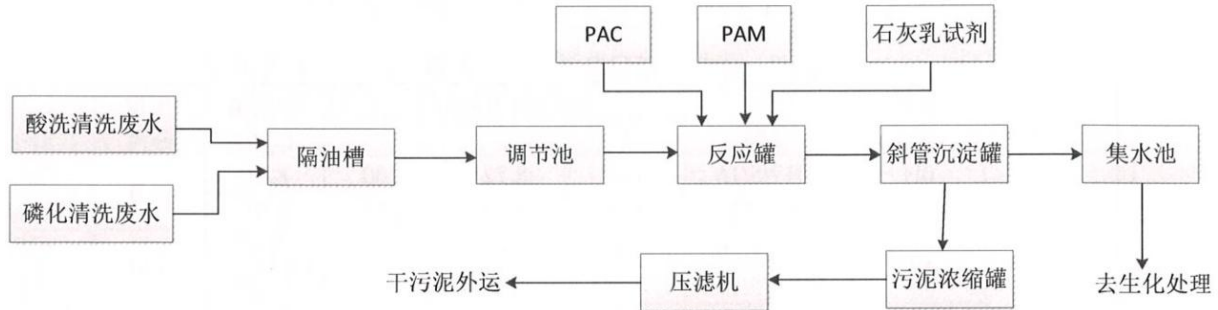 PAC
PAM
石灰乳试剂
酸洗清洗废水
磷化清洗废水
隔油槽
调节池
反应罐
斜管沉淀罐
集水池
干污泥外运
压滤机
污泥浓缩罐
去生化处理